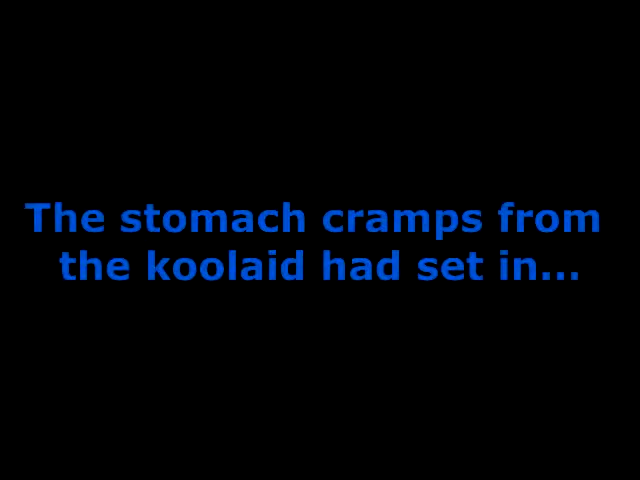 The stomach cramps from
the koolaid had set in...